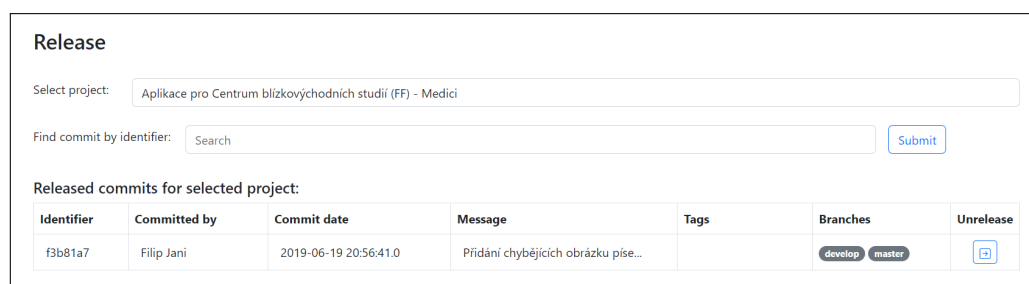 Release
Select project: Aplikace pro Centrum blízkovýchodních studií (FF) - Medici
Find commit by identifier: Search Submit
Released commits for selected project:
Identifier Committed by Commit date Message Tags Branches Unrelease
f3b81a7 Filip Jani 2019-06-19 20:56:41.0 Přidání chybějících obrázku píse... develop master